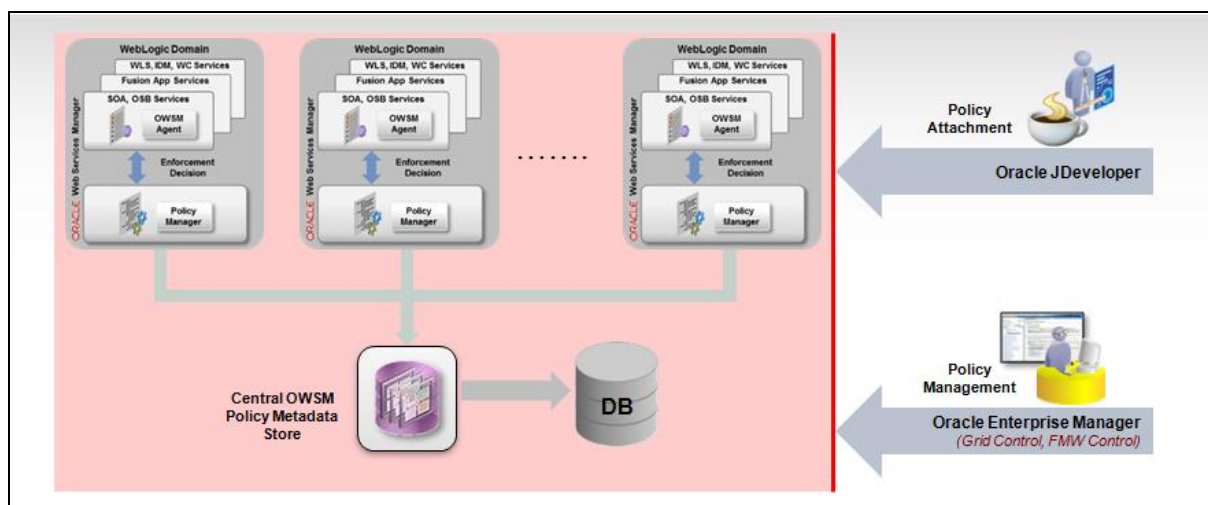 WebLogic Domain
WLS, IDM, WC Services
Fusion App Services
SOA, OSB Services
OWSM
Agent
Enforcement
Decision
Policy
Manager
ORACLE Web Services Manager
WebLogic Domain
WLS, IDM, WC Services
Fusion App Services
SOA, OSB Services
OWSM
Agent
Enforcement
Decision
Policy
Manager
ORACLE Web Services Manager
.......
WebLogic Domain
WLS, IDM, WC Services
Fusion App Services
SOA, OSB Services
OWSM
Agent
Enforcement
Decision
Policy
Manager
ORACLE Web Services Manager
Policy
Attachment
Oracle JDeveloper
Central OWSM
Policy Metadata
Store
DB
Policy
Management
Oracle Enterprise Manager
(Grid Control, FMW Control)